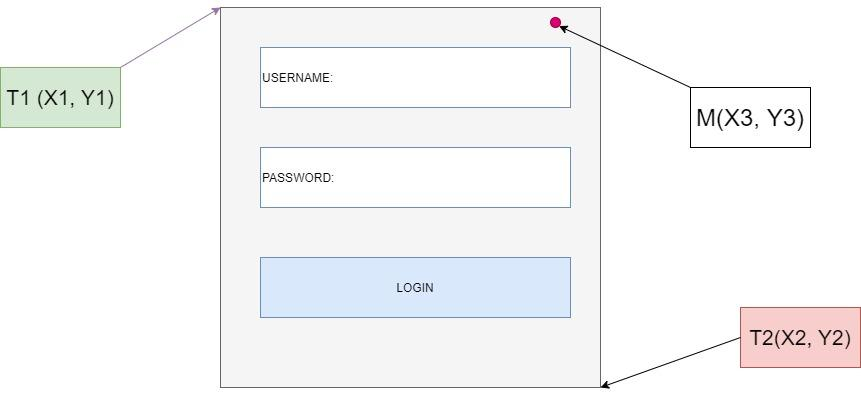 T1 (X1, Y1)
USERNAME:
M(X3, Y3)
PASSWORD:
LOGIN
T2(X2, Y2)